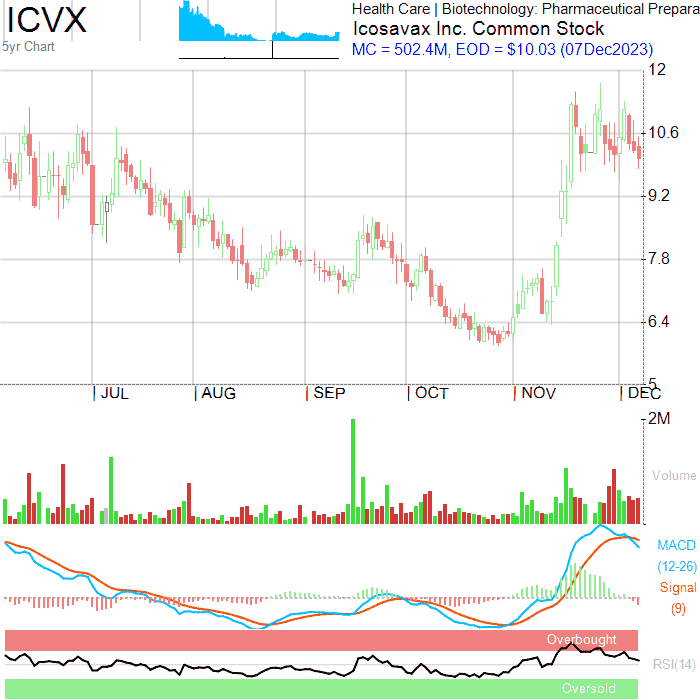 ICVX
5yr Chart
Health Care | Biotechnology: Pharmaceutical Prepara
Icosavax Inc. Common Stock
MC = 502.4M, EOD = $10.03 (07Dec2023)
12
10.6
9.2
7.8
6.4
5
JUL AUG SEP OCT NOV DEC
2M
Volume
MACD
(12-26)
Signal
(9)
Overbought
RSI(14)
Oversold